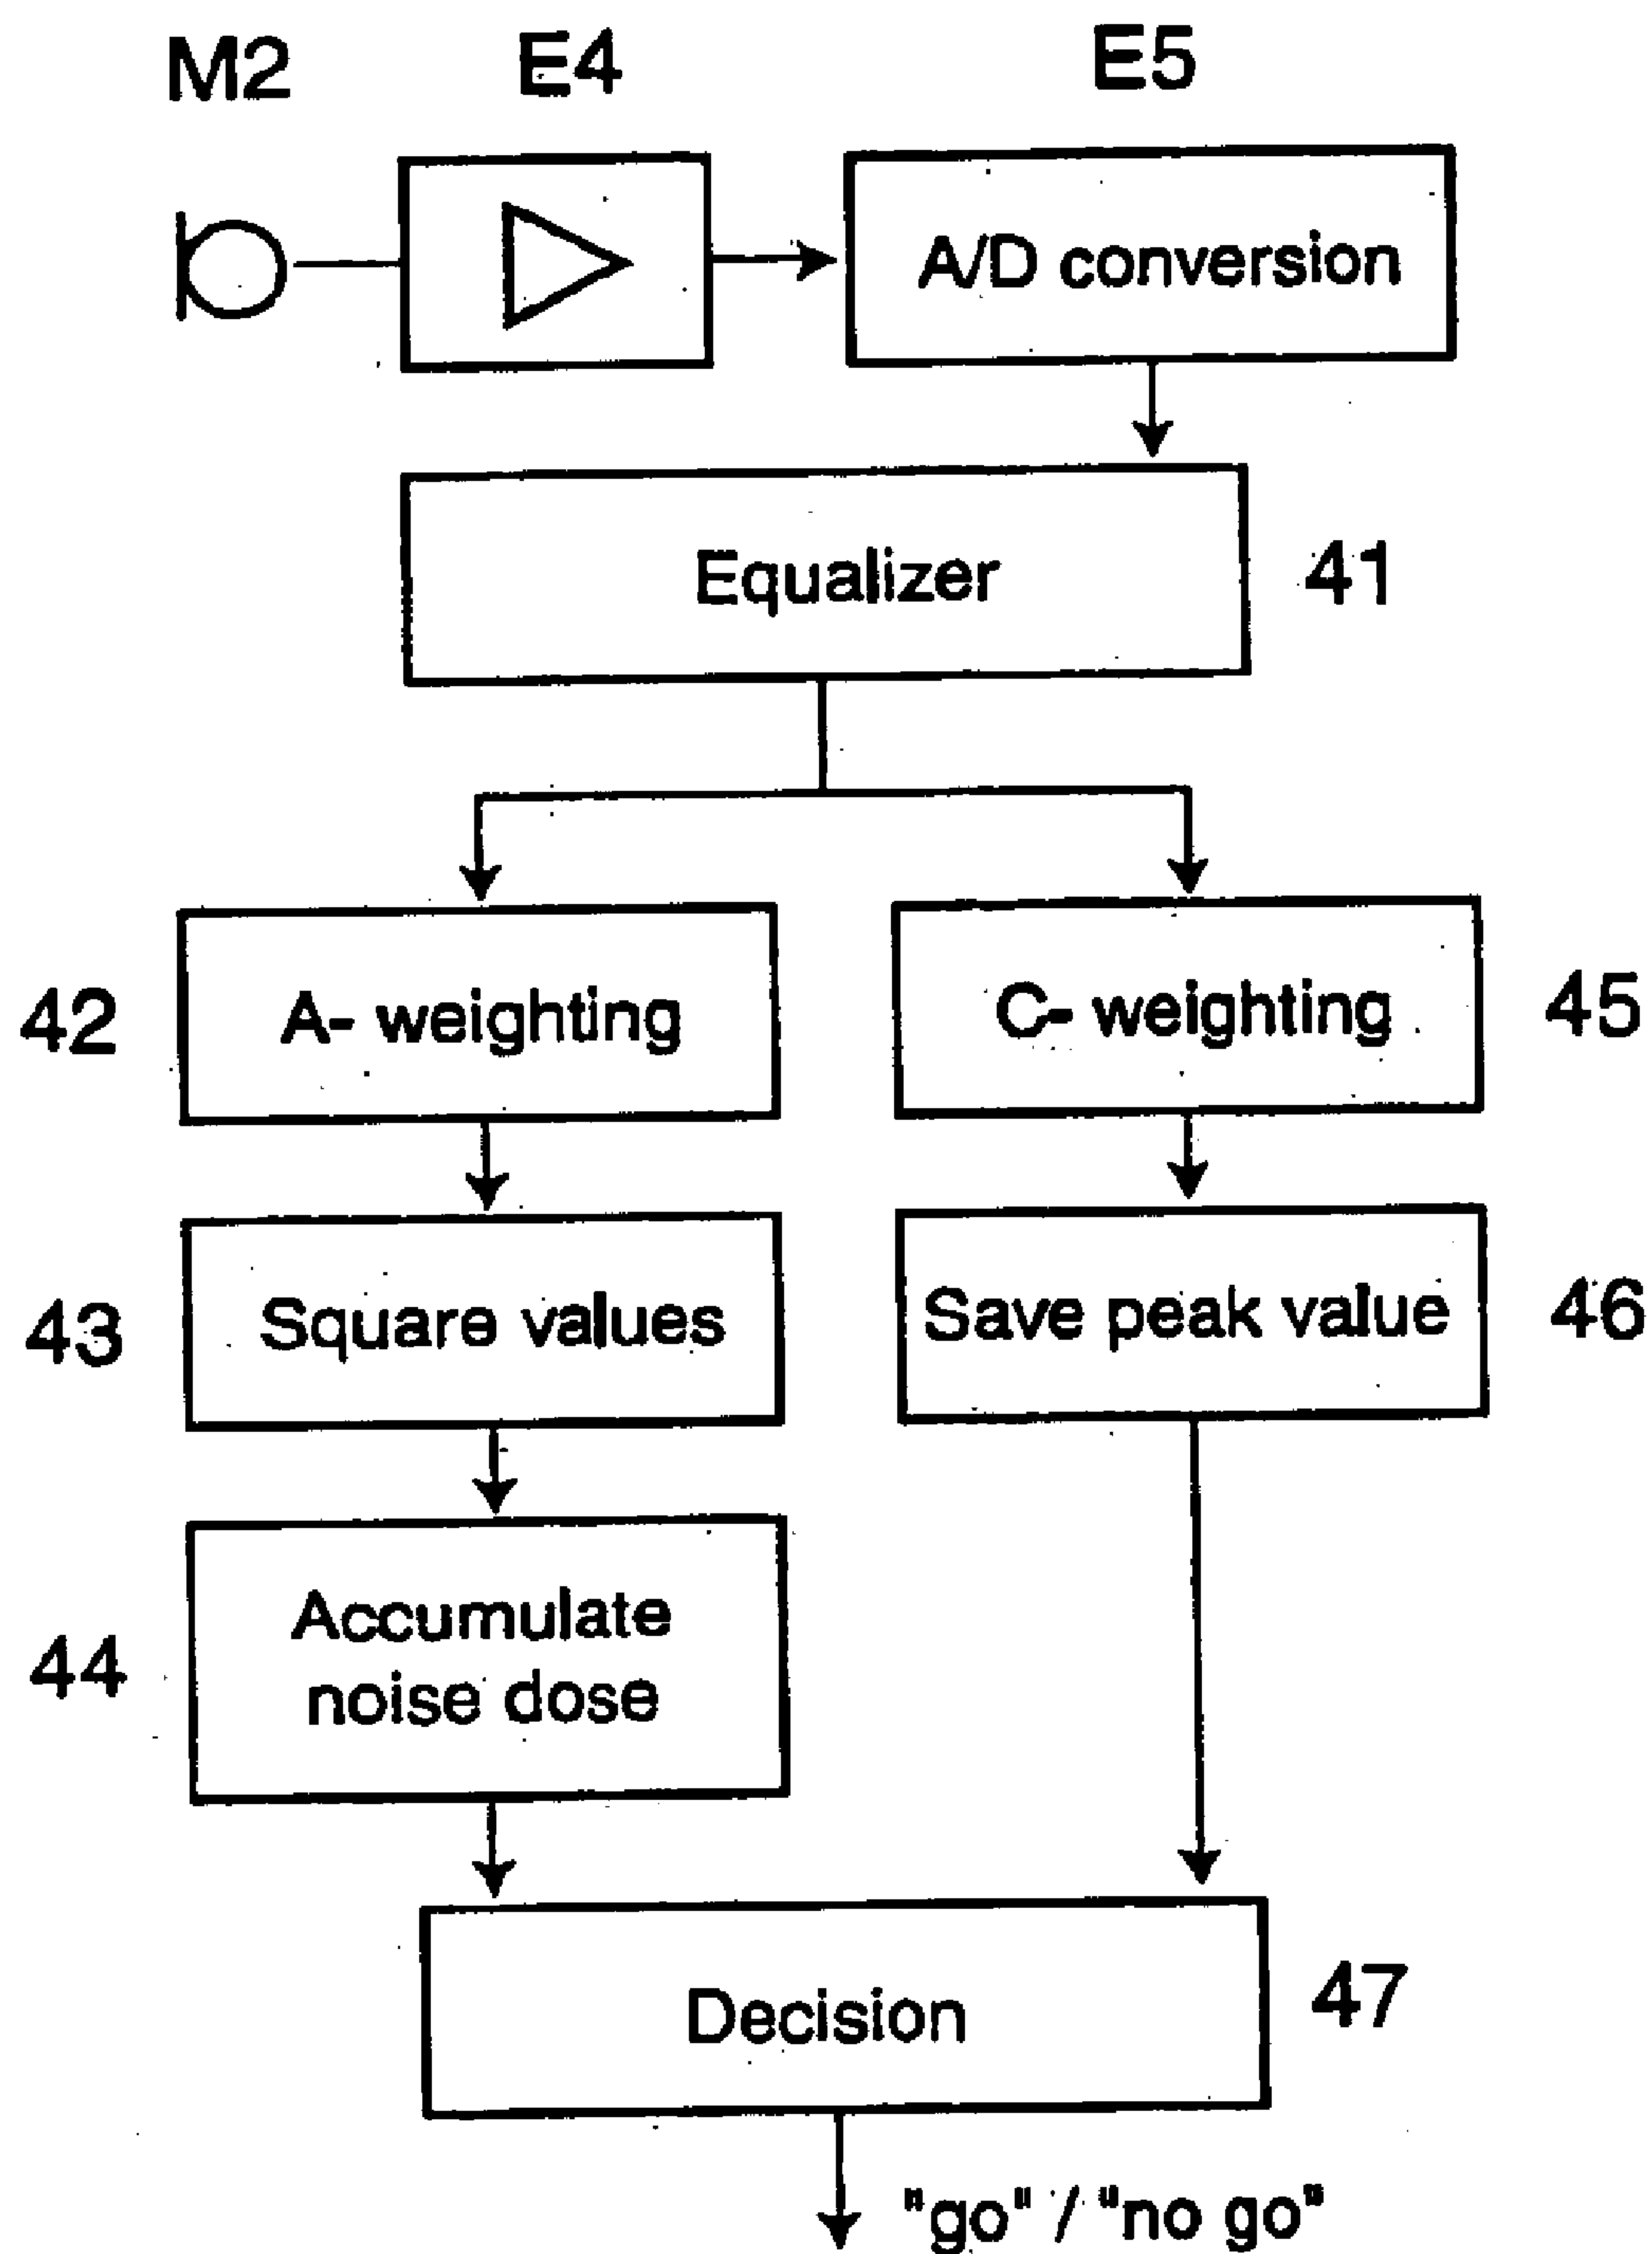 M2 E4 E5
A/D conversion
Equalizer 41
42 A- weighting C- weighting 45
43 Square values Save peak value 46
44 Accumulate
noise dose
Decision 47
"go" / "no go"